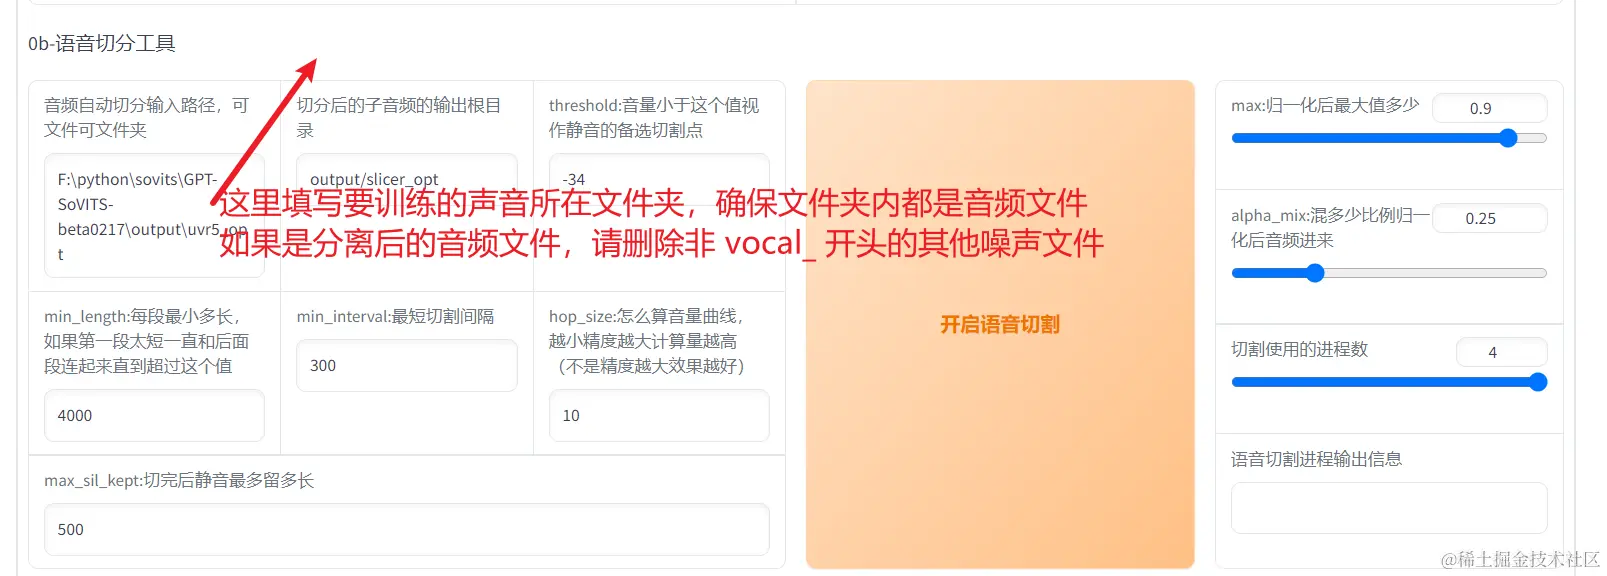 0b-语音切分工具
音频自动切分输入路径，可
文件可文件夹
F:\python\sovits\GPT-
SoVITS-
beta0217\output\uvr5_op
t
切分后的子音频的输出根目
录
output/slicer_opt
threshold:音量小于这个值视
作静音的备选切割点
-34
这里填写要训练的声音所在文件夹，确保文件夹内都是音频文件
如果是分离后的音频文件，请删除非 vocal_ 开头的其他噪声文件
min_length:每段最小多长，
如果第一段太短一直和后面
段连起来直到超过这个值
4000
min_interval:最短切割间隔
300
hop_size:怎么算音量曲线，
越小精度越大计算量越高
（不是精度越大效果越好）
10
max_sil_kept:切完后静音最多留多长
500
开启语音切割
max:归一化后最大值多少
0.9
alpha_mix:混多少比例归一
化后音频进来
0.25
切割使用的进程数
4
语音切割进程输出信息
@稀土掘金技术社区